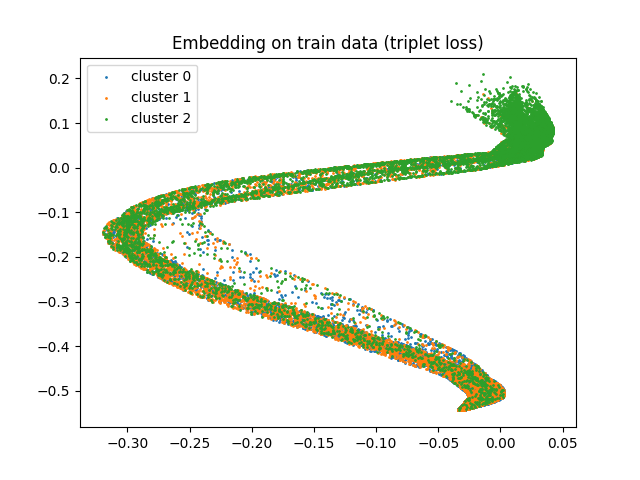 Embedding on train data (triplet loss)
cluster 0
cluster 1
cluster 2
0.2
0.1
0.0
−0.1
−0.2
−0.3
−0.4
−0.5
−0.30 −0.25 −0.20 −0.15 −0.10 −0.05 0.00 0.05